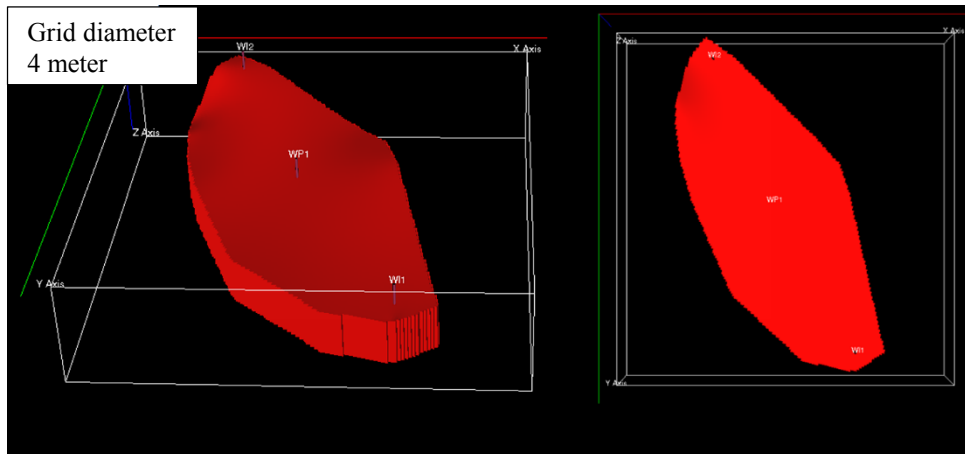 Grid diameter
4 meter
WI2
X Axis
Z Axis
WP1
Y Axis
WI1
Z Axis
X Axis
WI2
WP1
WI1
Y Axis